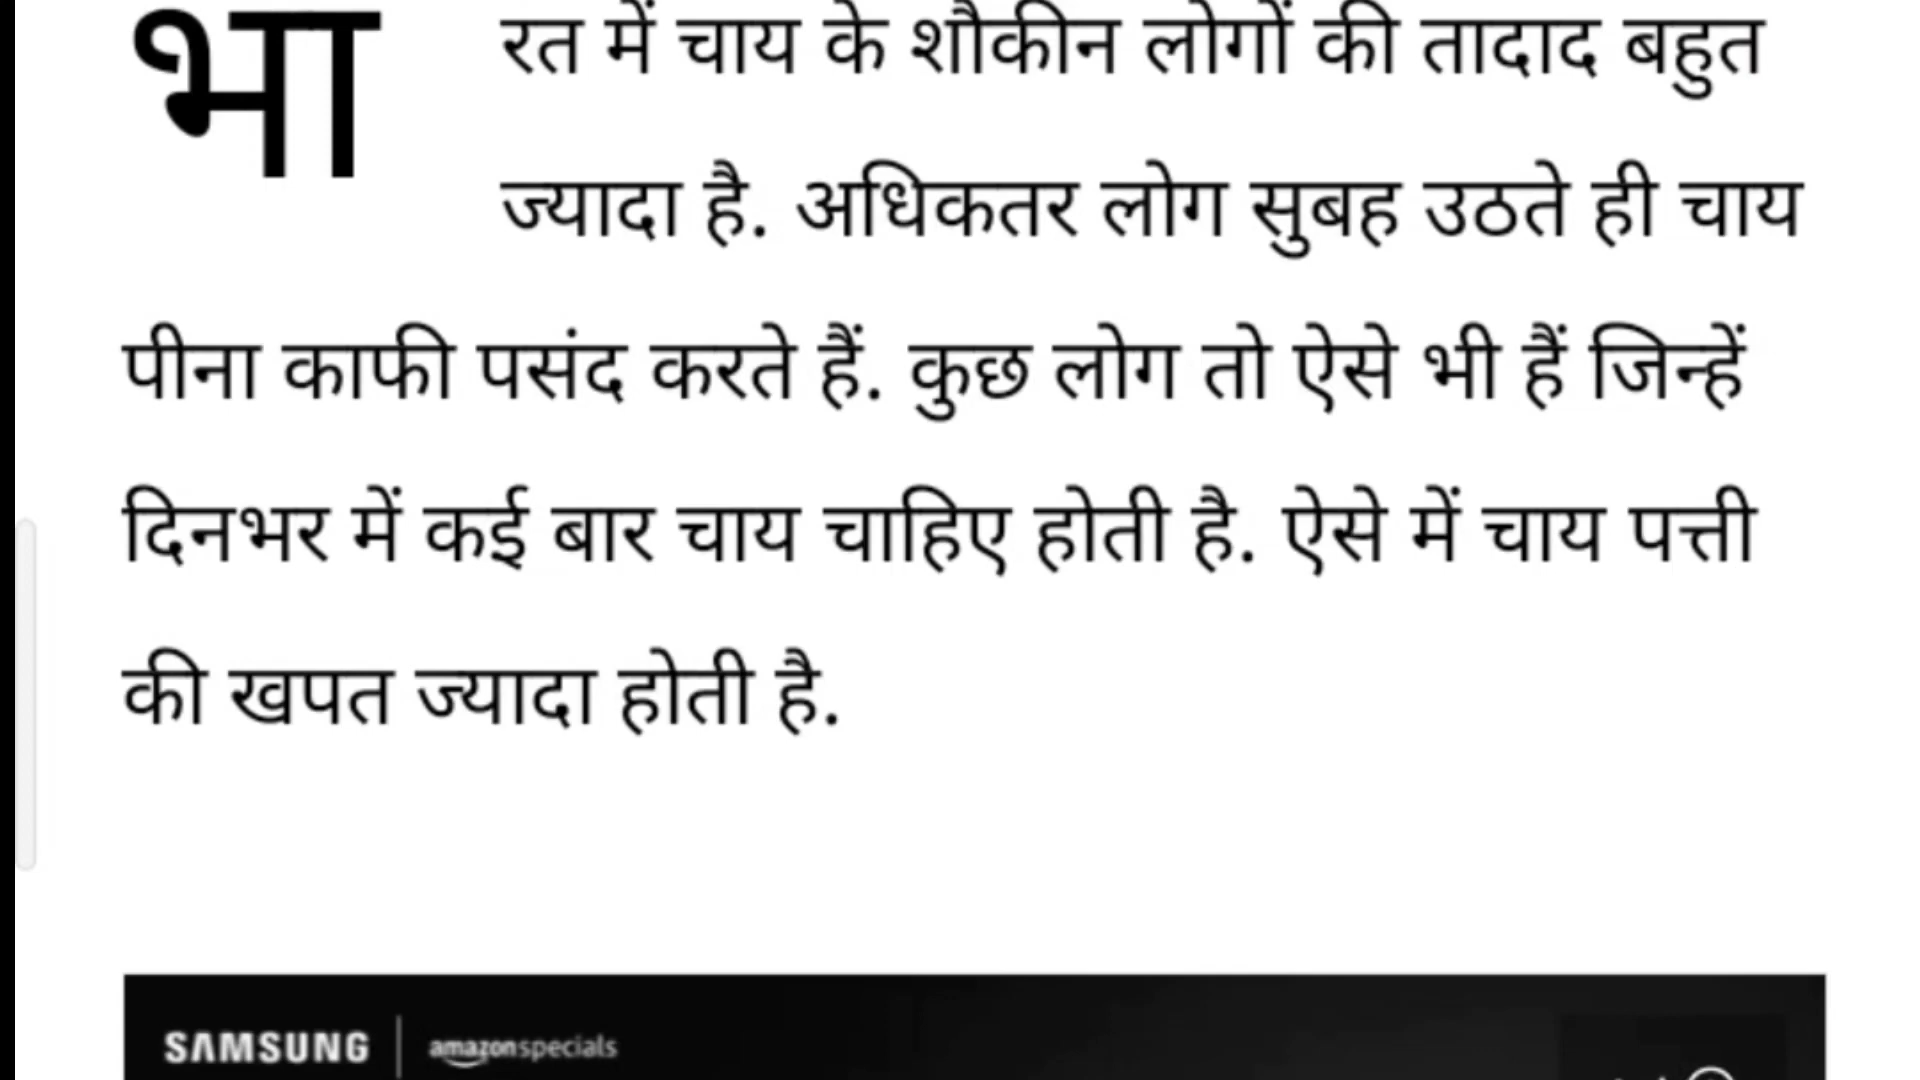 भारत में चाय के शौकीन लोगों की तादाद बहुत
ज्यादा है. अधिकतर लोग सुबह उठते ही चाय
पीना काफी पसंद करते हैं. कुछ लोग तो ऐसे भी हैं जिन्हें
दिनभर में कई बार चाय चाहिए होती है. ऐसे में चाय पत्ती
की खपत ज्यादा होती है.
SAMSUNG | amazonspecials